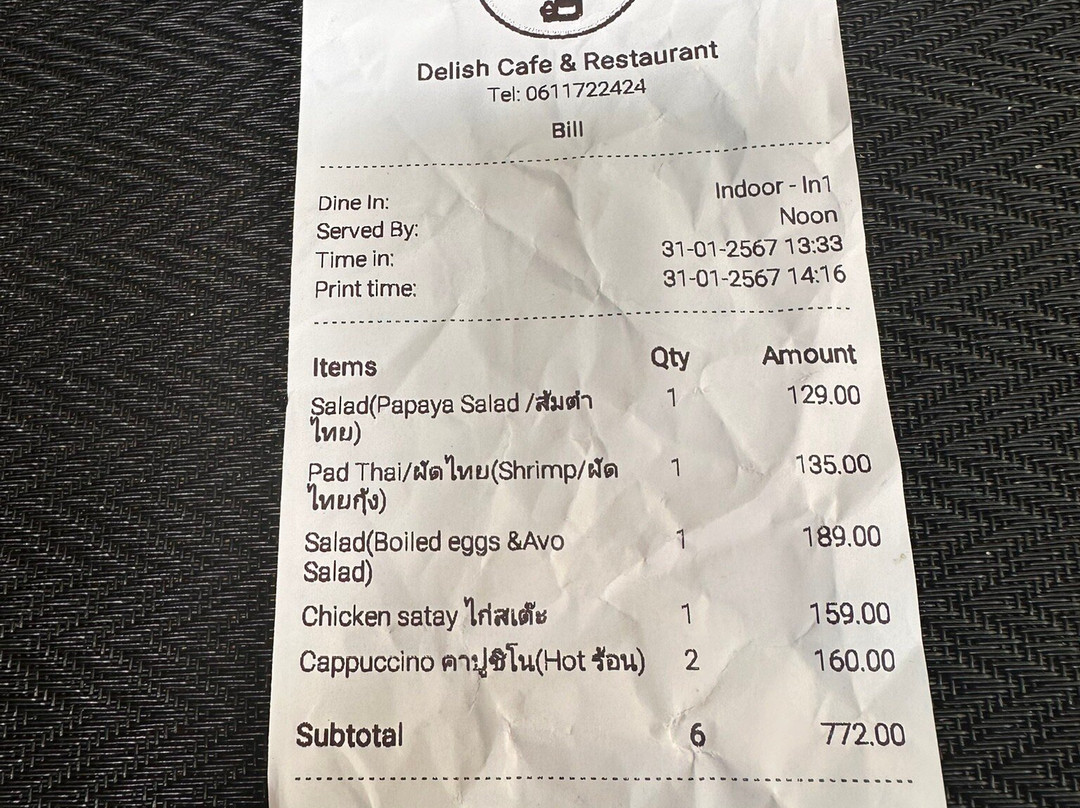 Delish Cafe & Restaurant
Tel: 0611722424
Bill
Dine In: Indoor - In1
Served By: Noon
Time in: 31-01-2567 13:33
Print time: 31-01-2567 14:16
Items Qty Amount
Salad(Papaya Salad /ส้มตำ 1 129.00
ไทย)
Pad Thai/ผัดไทย(Shrimp/ผัด 1 135.00
ไทยกุ้ง)
Salad(Boiled eggs &Avo 1 189.00
Salad)
Chicken satay ไก่สเต๊ะ 1 159.00
Cappuccino คาปูชิโน(Hot ร้อน) 2 160.00
Subtotal 6 772.00